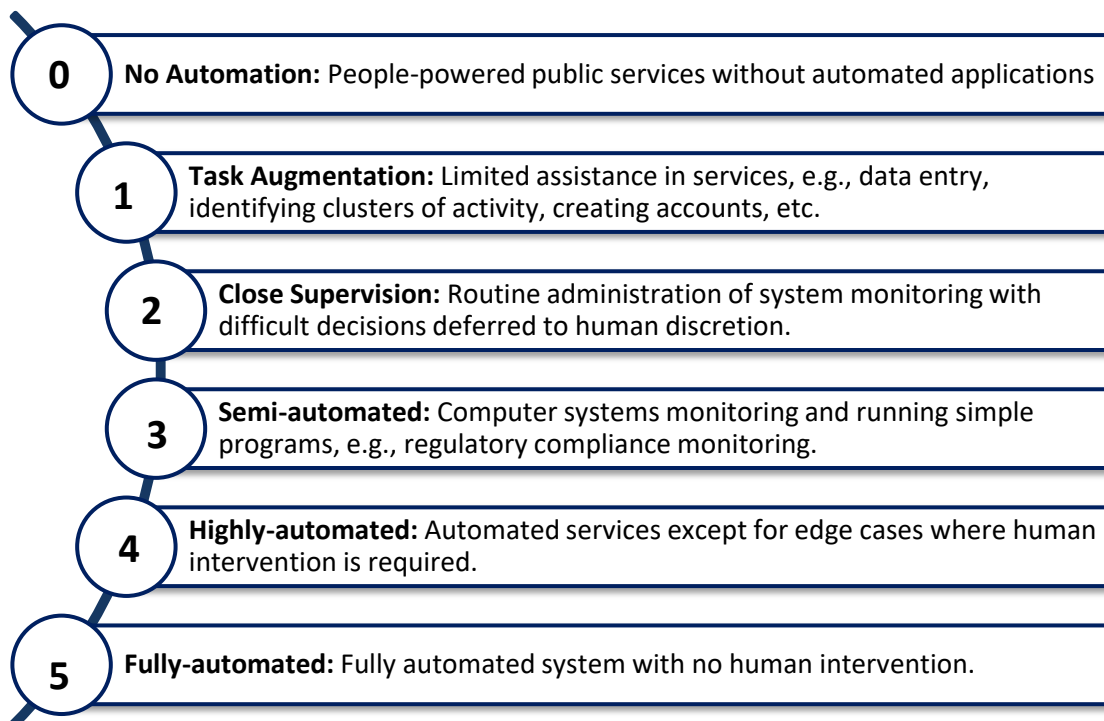 0
No Automation: People-powered public services without automated applications
1
Task Augmentation: Limited assistance in services, e.g., data entry,
identifying clusters of activity, creating accounts, etc.
2
Close Supervision: Routine administration of system monitoring with
difficult decisions deferred to human discretion.
3
Semi-automated: Computer systems monitoring and running simple
programs, e.g., regulatory compliance monitoring.
4
Highly-automated: Automated services except for edge cases where human
intervention is required.
5
Fully-automated: Fully automated system with no human intervention.